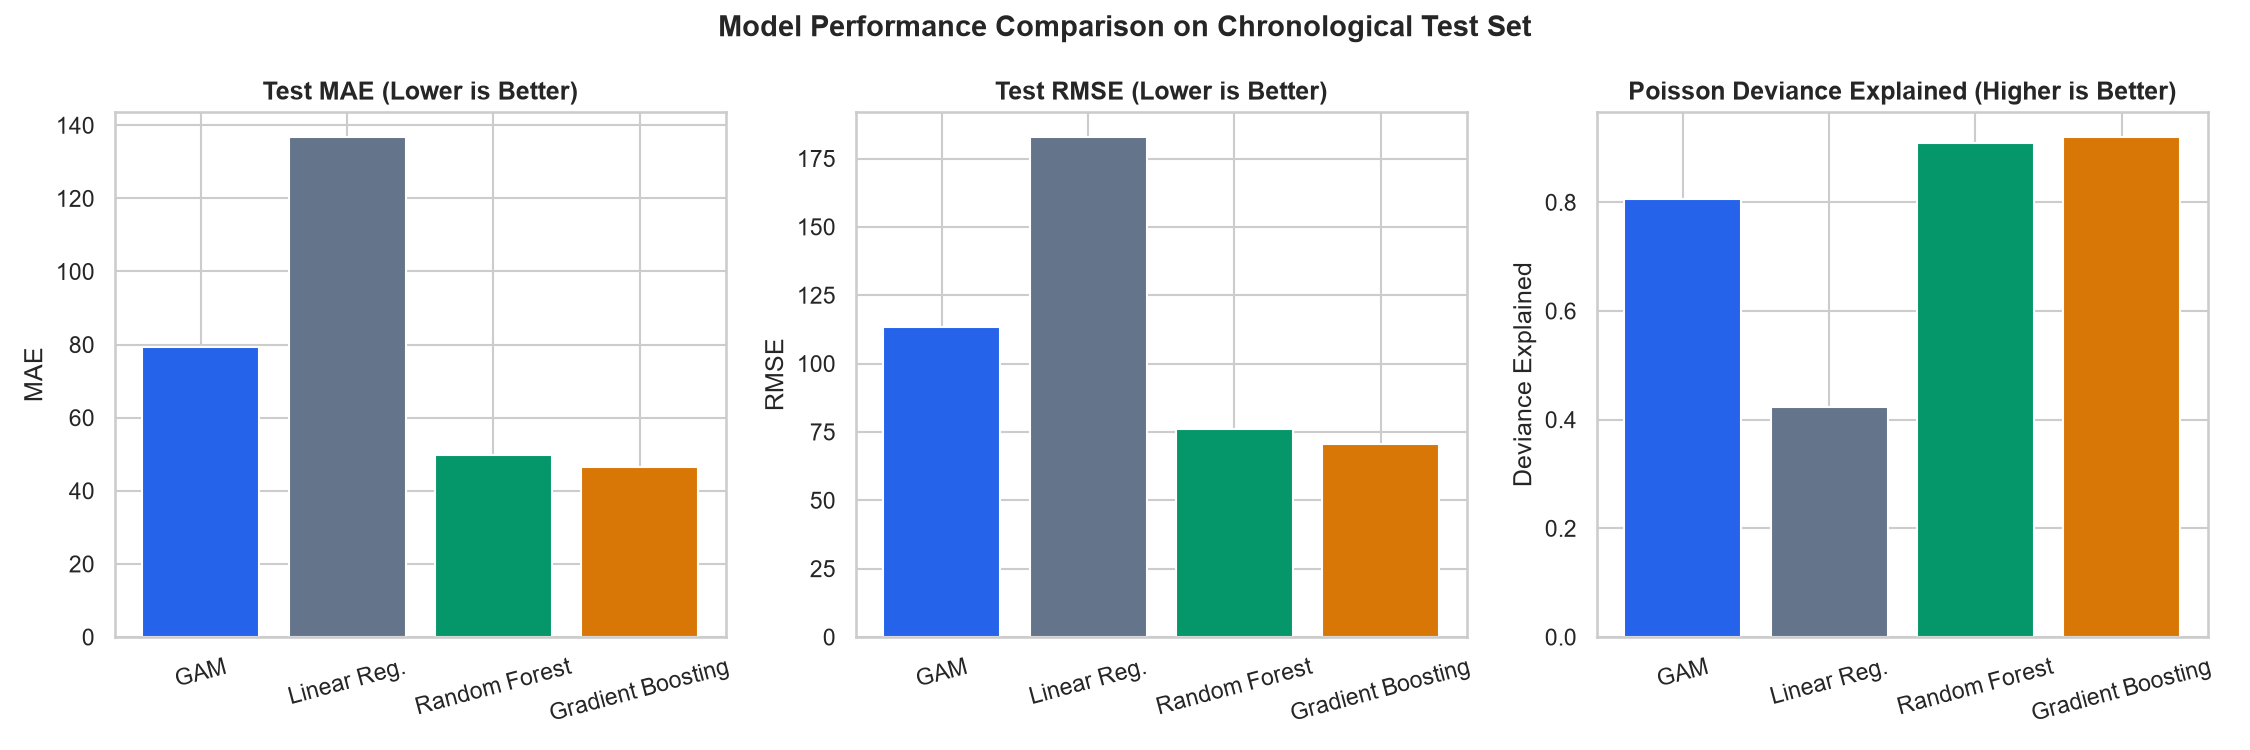 Model Performance Comparison on Chronological Test Set
Test MAE (Lower is Better)
MAE
140
120
100
80
60
40
20
0
GAM
Linear Reg.
Random Forest
Gradient Boosting
Test RMSE (Lower is Better)
RMSE
175
150
125
100
75
50
25
0
GAM
Linear Reg.
Random Forest
Gradient Boosting
Poisson Deviance Explained (Higher is Better)
Deviance Explained
0.8
0.6
0.4
0.2
0.0
GAM
Linear Reg.
Random Forest
Gradient Boosting